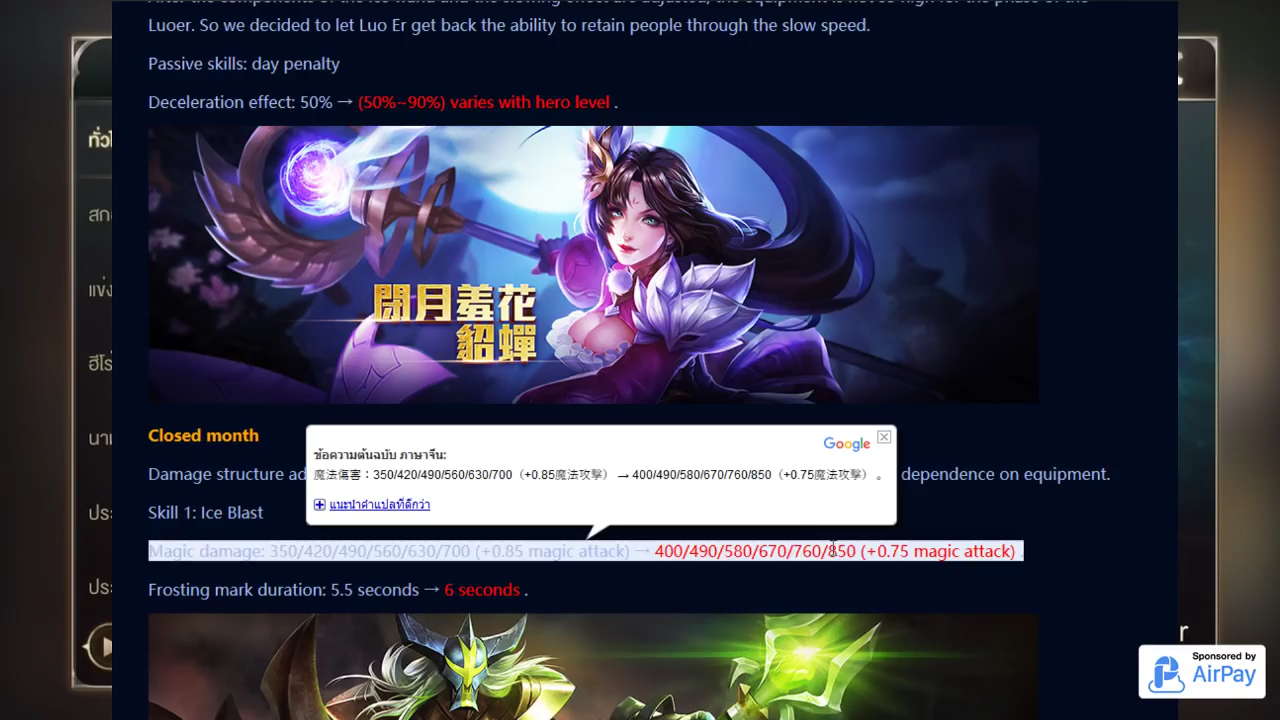 Luoer. So we decided to let Luo Er get back the ability to retain people through the slow speed.
Passive skills: day penalty
Deceleration effect: 50% → (50%~90%) varies with hero level .
閉月羞花
貂蟬
Closed month
Google
ข้อความต้นฉบับ ภาษาจีน:
魔法傷害：350/420/490/560/630/700（+0.85魔法攻擊） → 400/490/580/670/760/850（+0.75魔法攻擊） 。
แนะนำคำแปลที่ดีกว่า
Damage structure ad
dependence on equipment.
Skill 1: Ice Blast
Magic damage: 350/420/490/560/630/700 (+0.85 magic attack) → 400/490/580/670/760/850 (+0.75 magic attack) .
Frosting mark duration: 5.5 seconds → 6 seconds .
Sponsored by
AirPay